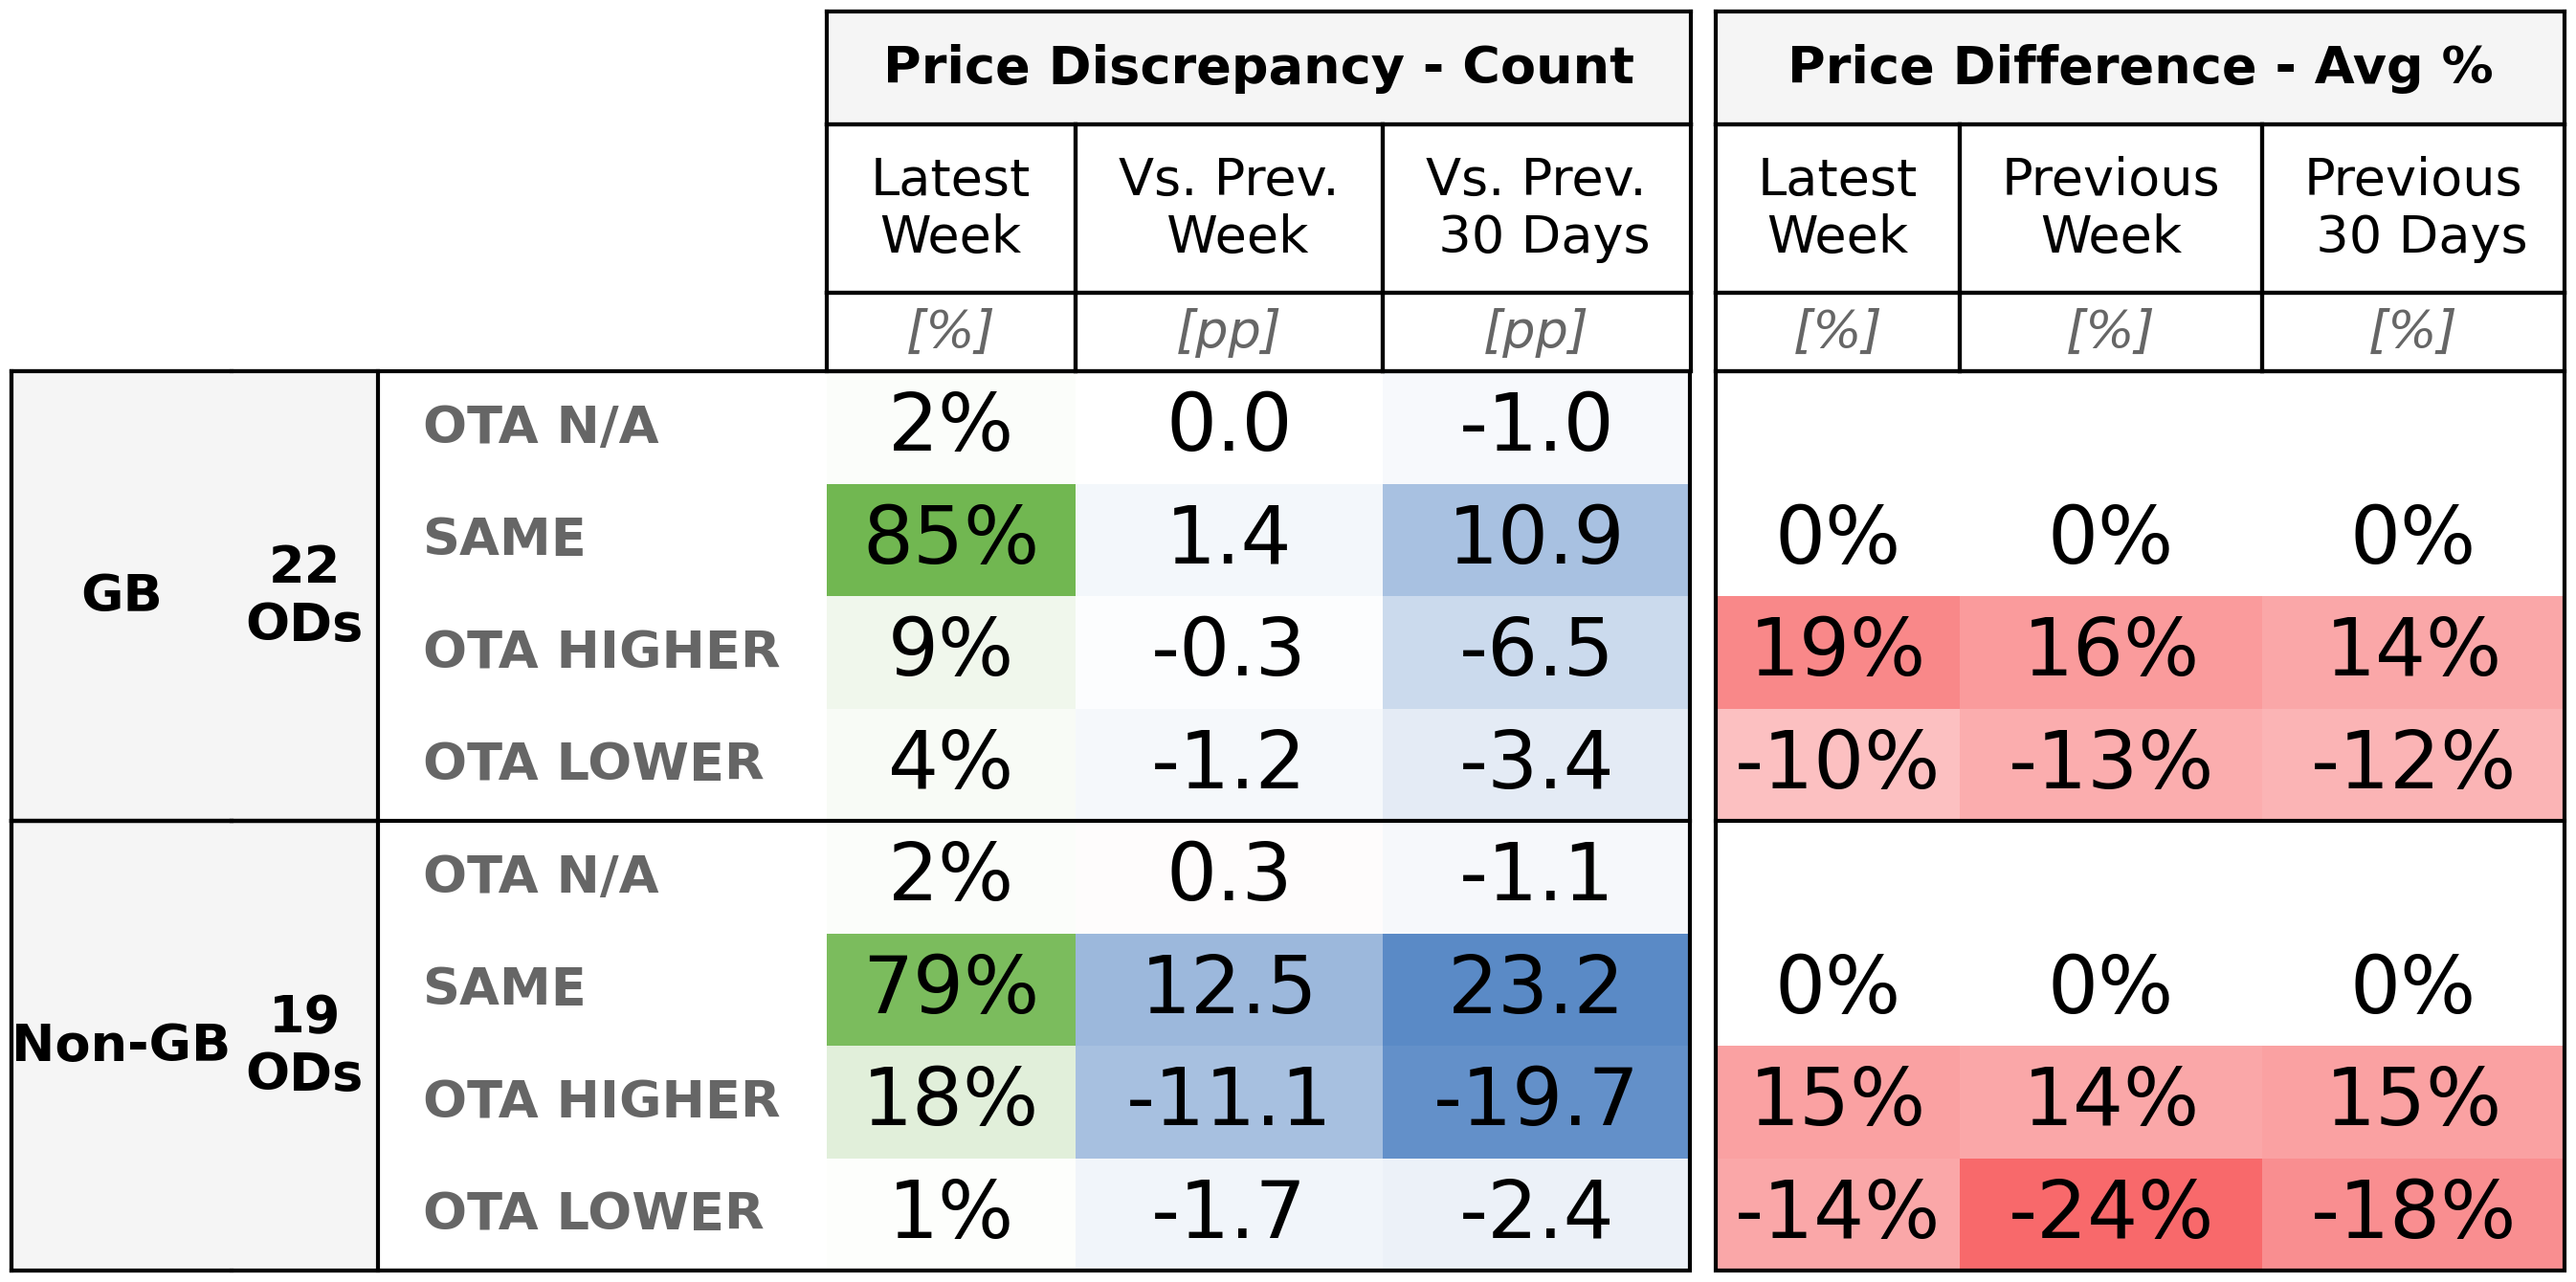 Price Discrepancy - Count Price Difference - Avg %
Latest Week Vs. Prev. Week Vs. Prev. 30 Days Latest Week Previous Week Previous 30 Days
[%] [pp] [pp] [%] [%] [%]
GB 22 ODs
OTA N/A 2% 0.0 -1.0
SAME 85% 1.4 10.9 0% 0% 0%
OTA HIGHER 9% -0.3 -6.5 19% 16% 14%
OTA LOWER 4% -1.2 -3.4 -10% -13% -12%
Non-GB 19 ODs
OTA N/A 2% 0.3 -1.1
SAME 79% 12.5 23.2 0% 0% 0%
OTA HIGHER 18% -11.1 -19.7 15% 14% 15%
OTA LOWER 1% -1.7 -2.4 -14% -24% -18%